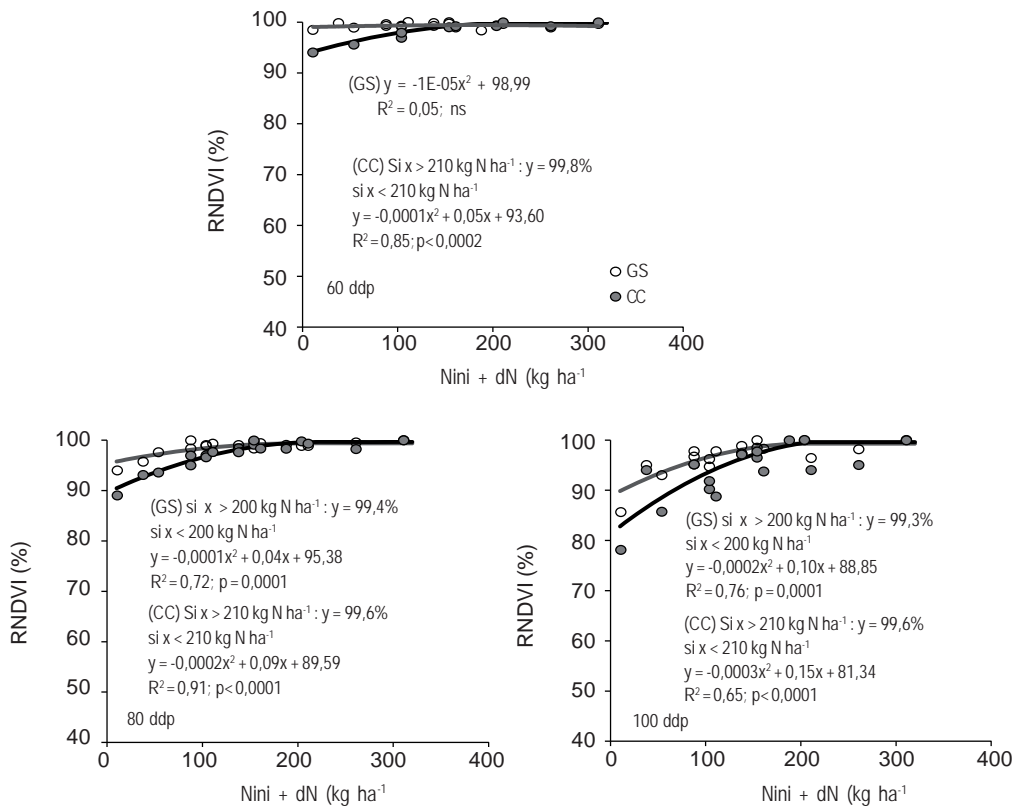 100
90
80
70
60
50
40
RNDVI (%)
(GS) y = -1E-05x² + 98,99
R² = 0,05; ns
(CC) Si x > 210 kg N ha⁻¹ : y = 99,8%
si x < 210 kg N ha⁻¹
y = -0,0001x² + 0,05x + 93,60
R² = 0,85; p< 0,0002
GS
CC
60 ddp
0 100 200 300 400
Nini + dN (kg ha⁻¹
100
90
80
70
60
50
40
RNDVI (%)
(GS) si x > 200 kg N ha⁻¹ : y = 99,4%
si x < 200 kg N ha⁻¹
y = -0,0001x² + 0,04x + 95,38
R² = 0,72; p = 0,0001
(CC) Si x > 210 kg N ha⁻¹ : y = 99,6%
si x < 210 kg N ha⁻¹
y = -0,0002x² + 0,09x + 89,59
R² = 0,91; p< 0,0001
80 ddp
0 100 200 300 400
Nini + dN (kg ha⁻¹
100
90
80
70
60
50
40
RNDVI (%)
(GS) si x > 200 kg N ha⁻¹ : y = 99,3%
si x < 200 kg N ha⁻¹
y = -0,0002x² + 0,10x + 88,85
R² = 0,76; p = 0,0001
(CC) Si x > 210 kg N ha⁻¹ : y = 99,6%
si x < 210 kg N ha⁻¹
y = -0,0003x² + 0,15x + 81,34
R² = 0,65; p< 0,0001
100 ddp
0 100 200 300 400
Nini + dN (kg ha⁻¹